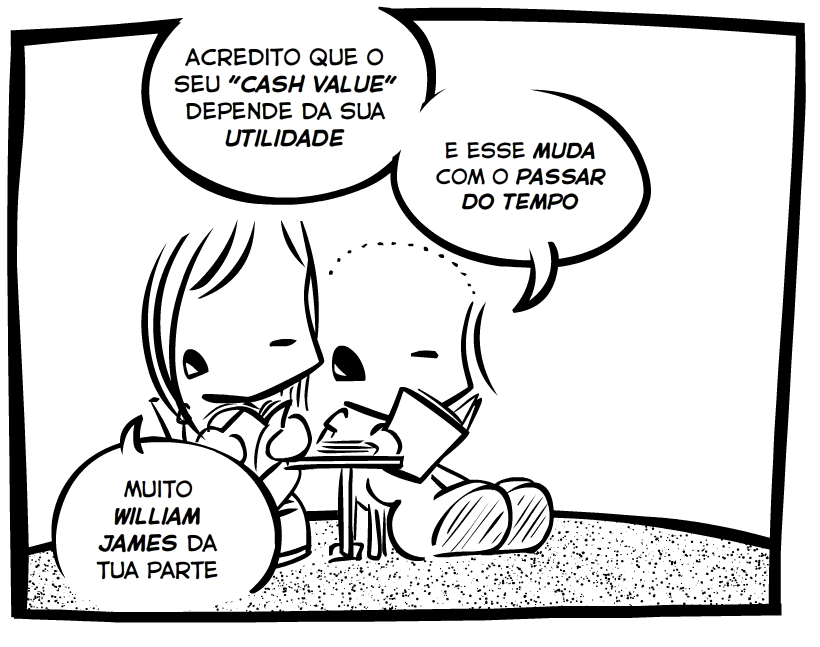 ACREDITO QUE O
SEU "CASH VALUE"
DEPENDE DA SUA
UTILIDADE
E ESSE MUDA
COM O PASSAR
DO TEMPO
MUITO
WILLIAM
JAMES DA
TUA PARTE